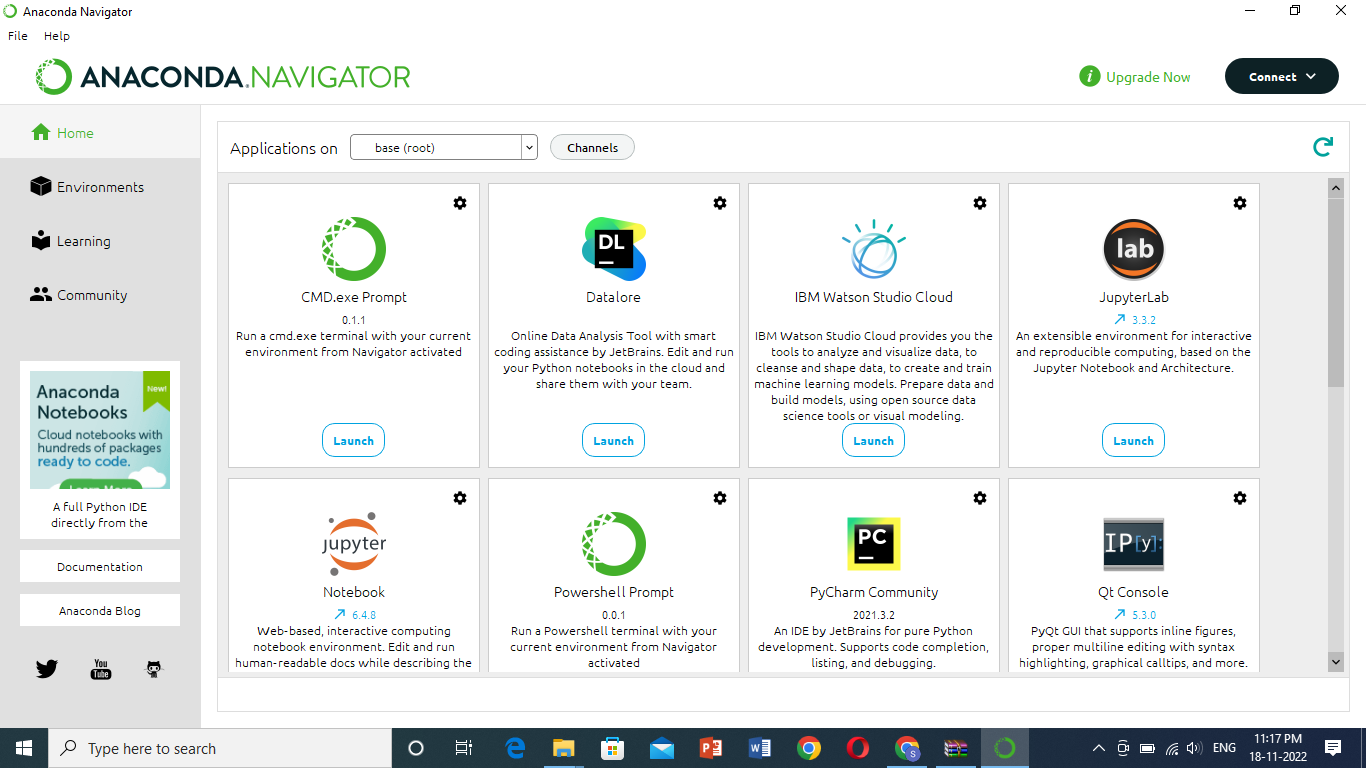 Anaconda Navigator
File Help
ANACONDA.NAVIGATOR
i Upgrade Now
Connect
Home
Environments
Learning
Community
Anaconda
Notebooks
New!
Cloud notebooks with
hundreds of packages
ready to code.
Learn More
A full Python IDE
directly from the
Documentation
Anaconda Blog
You
Tube
Applications on base (root) Channels
CMD.exe Prompt
0.1.1
Run a cmd.exe terminal with your current
environment from Navigator activated
Launch
DL
Datalore
Online Data Analysis Tool with smart
coding assistance by JetBrains. Edit and run
your Python notebooks in the cloud and
share them with your team.
Launch
IBM Watson Studio Cloud
IBM Watson Studio Cloud provides you the
tools to analyze and visualize data, to
cleanse and shape data, to create and train
machine learning models. Prepare data and
build models, using open source data
science tools or visual modeling.
Launch
lab
JupyterLab
3.3.2
An extensible environment for interactive
and reproducible computing, based on the
Jupyter Notebook and Architecture.
Launch
jupyter
Notebook
6.4.8
Web-based, interactive computing
notebook environment. Edit and run
human-readable docs while describing the
Powershell Prompt
0.0.1
Run a Powershell terminal with your
current environment from Navigator
activated
PC
PyCharm Community
2021.3.2
An IDE by JetBrains for pure Python
development. Supports code completion,
listing, and debugging.
IP[y]:
Qt Console
5.3.0
PyQt GUI that supports inline figures,
proper multiline editing with syntax
highlighting, graphical calltips, and more.
Type here to search
S
ENG
11:17 PM
18-11-2022